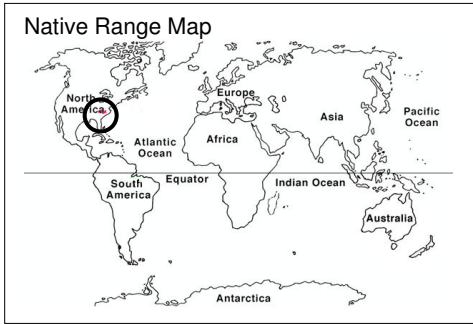 Native Range Map
North
America
Europe
Asia
Pacific
Ocean
Atlantic
Ocean
Africa
Equator
Indian Ocean
South
America
Australia
Antarctica